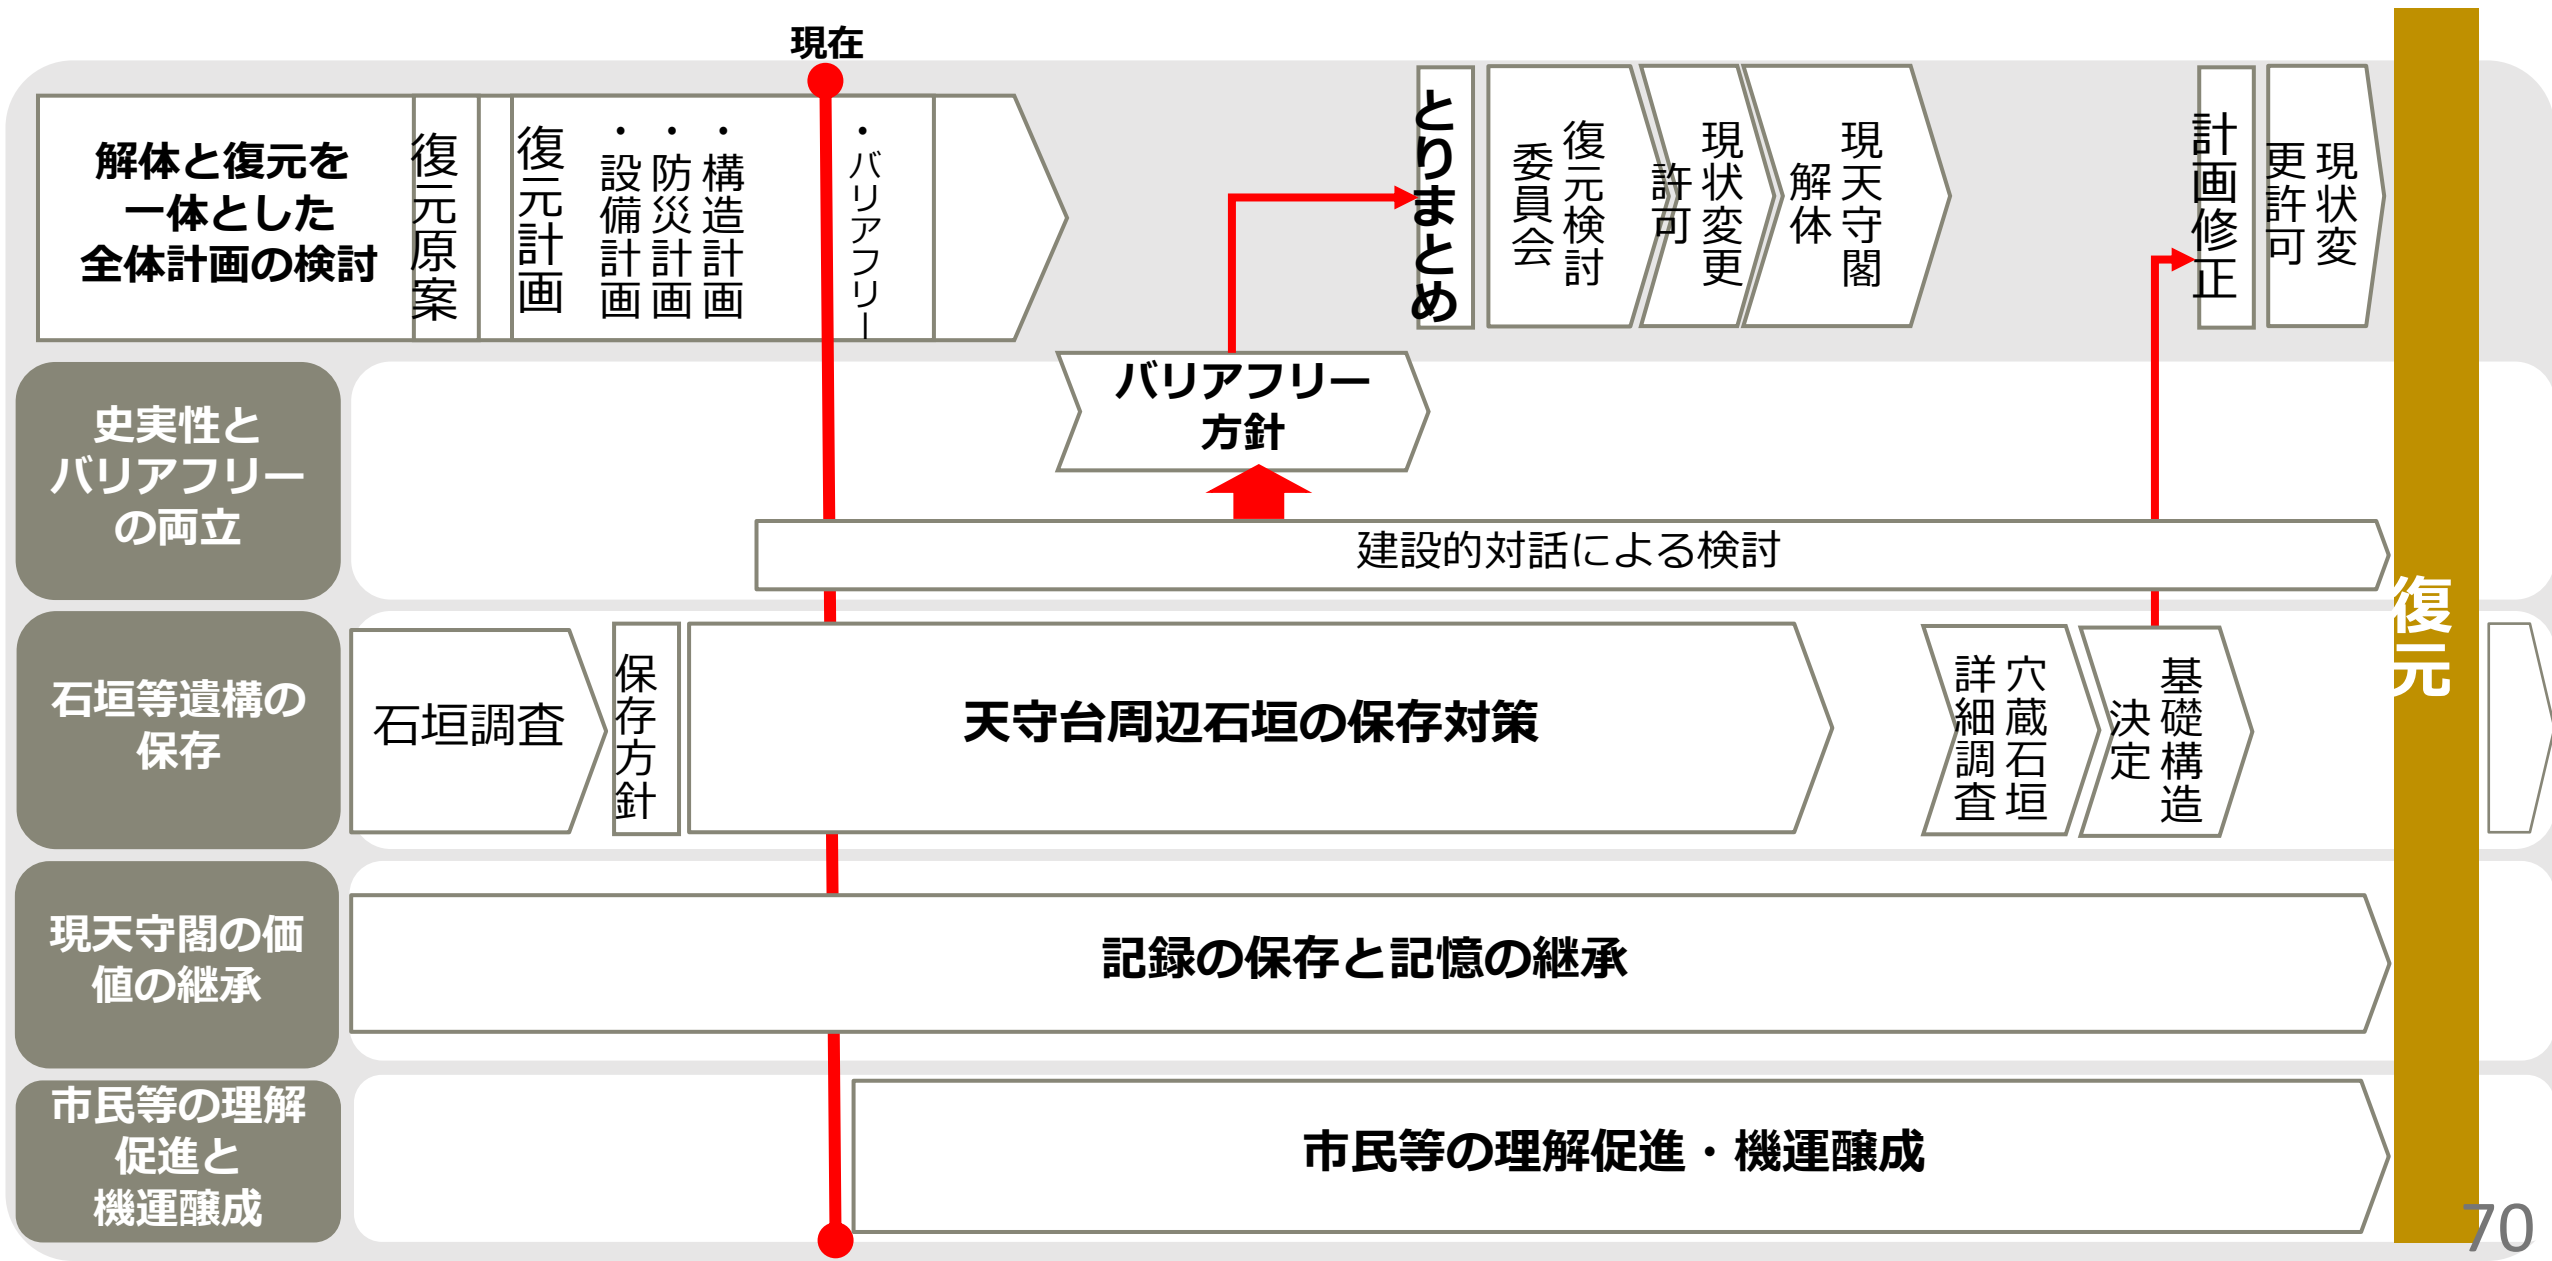 現在
解体と復元を
一体とした
全体計画の検討
復元原案
復元計画
・構造計画
・防災計画
・設備計画
・バリアフリー
とりまとめ
復元検討
委員会
現状変更
許可
現天守閣
解体
計画修正
現状変
更許可
史実性と
バリアフリー
の両立
バリアフリー
方針
建設的対話による検討
石垣等遺構の
保存
石垣調査
保存方針
天守台周辺石垣の保存対策
穴蔵石垣
詳細調査
基礎構造
決定
現天守閣の価
値の継承
記録の保存と記憶の継承
市民等の理解
促進と
機運醸成
市民等の理解促進・機運醸成
復元
70